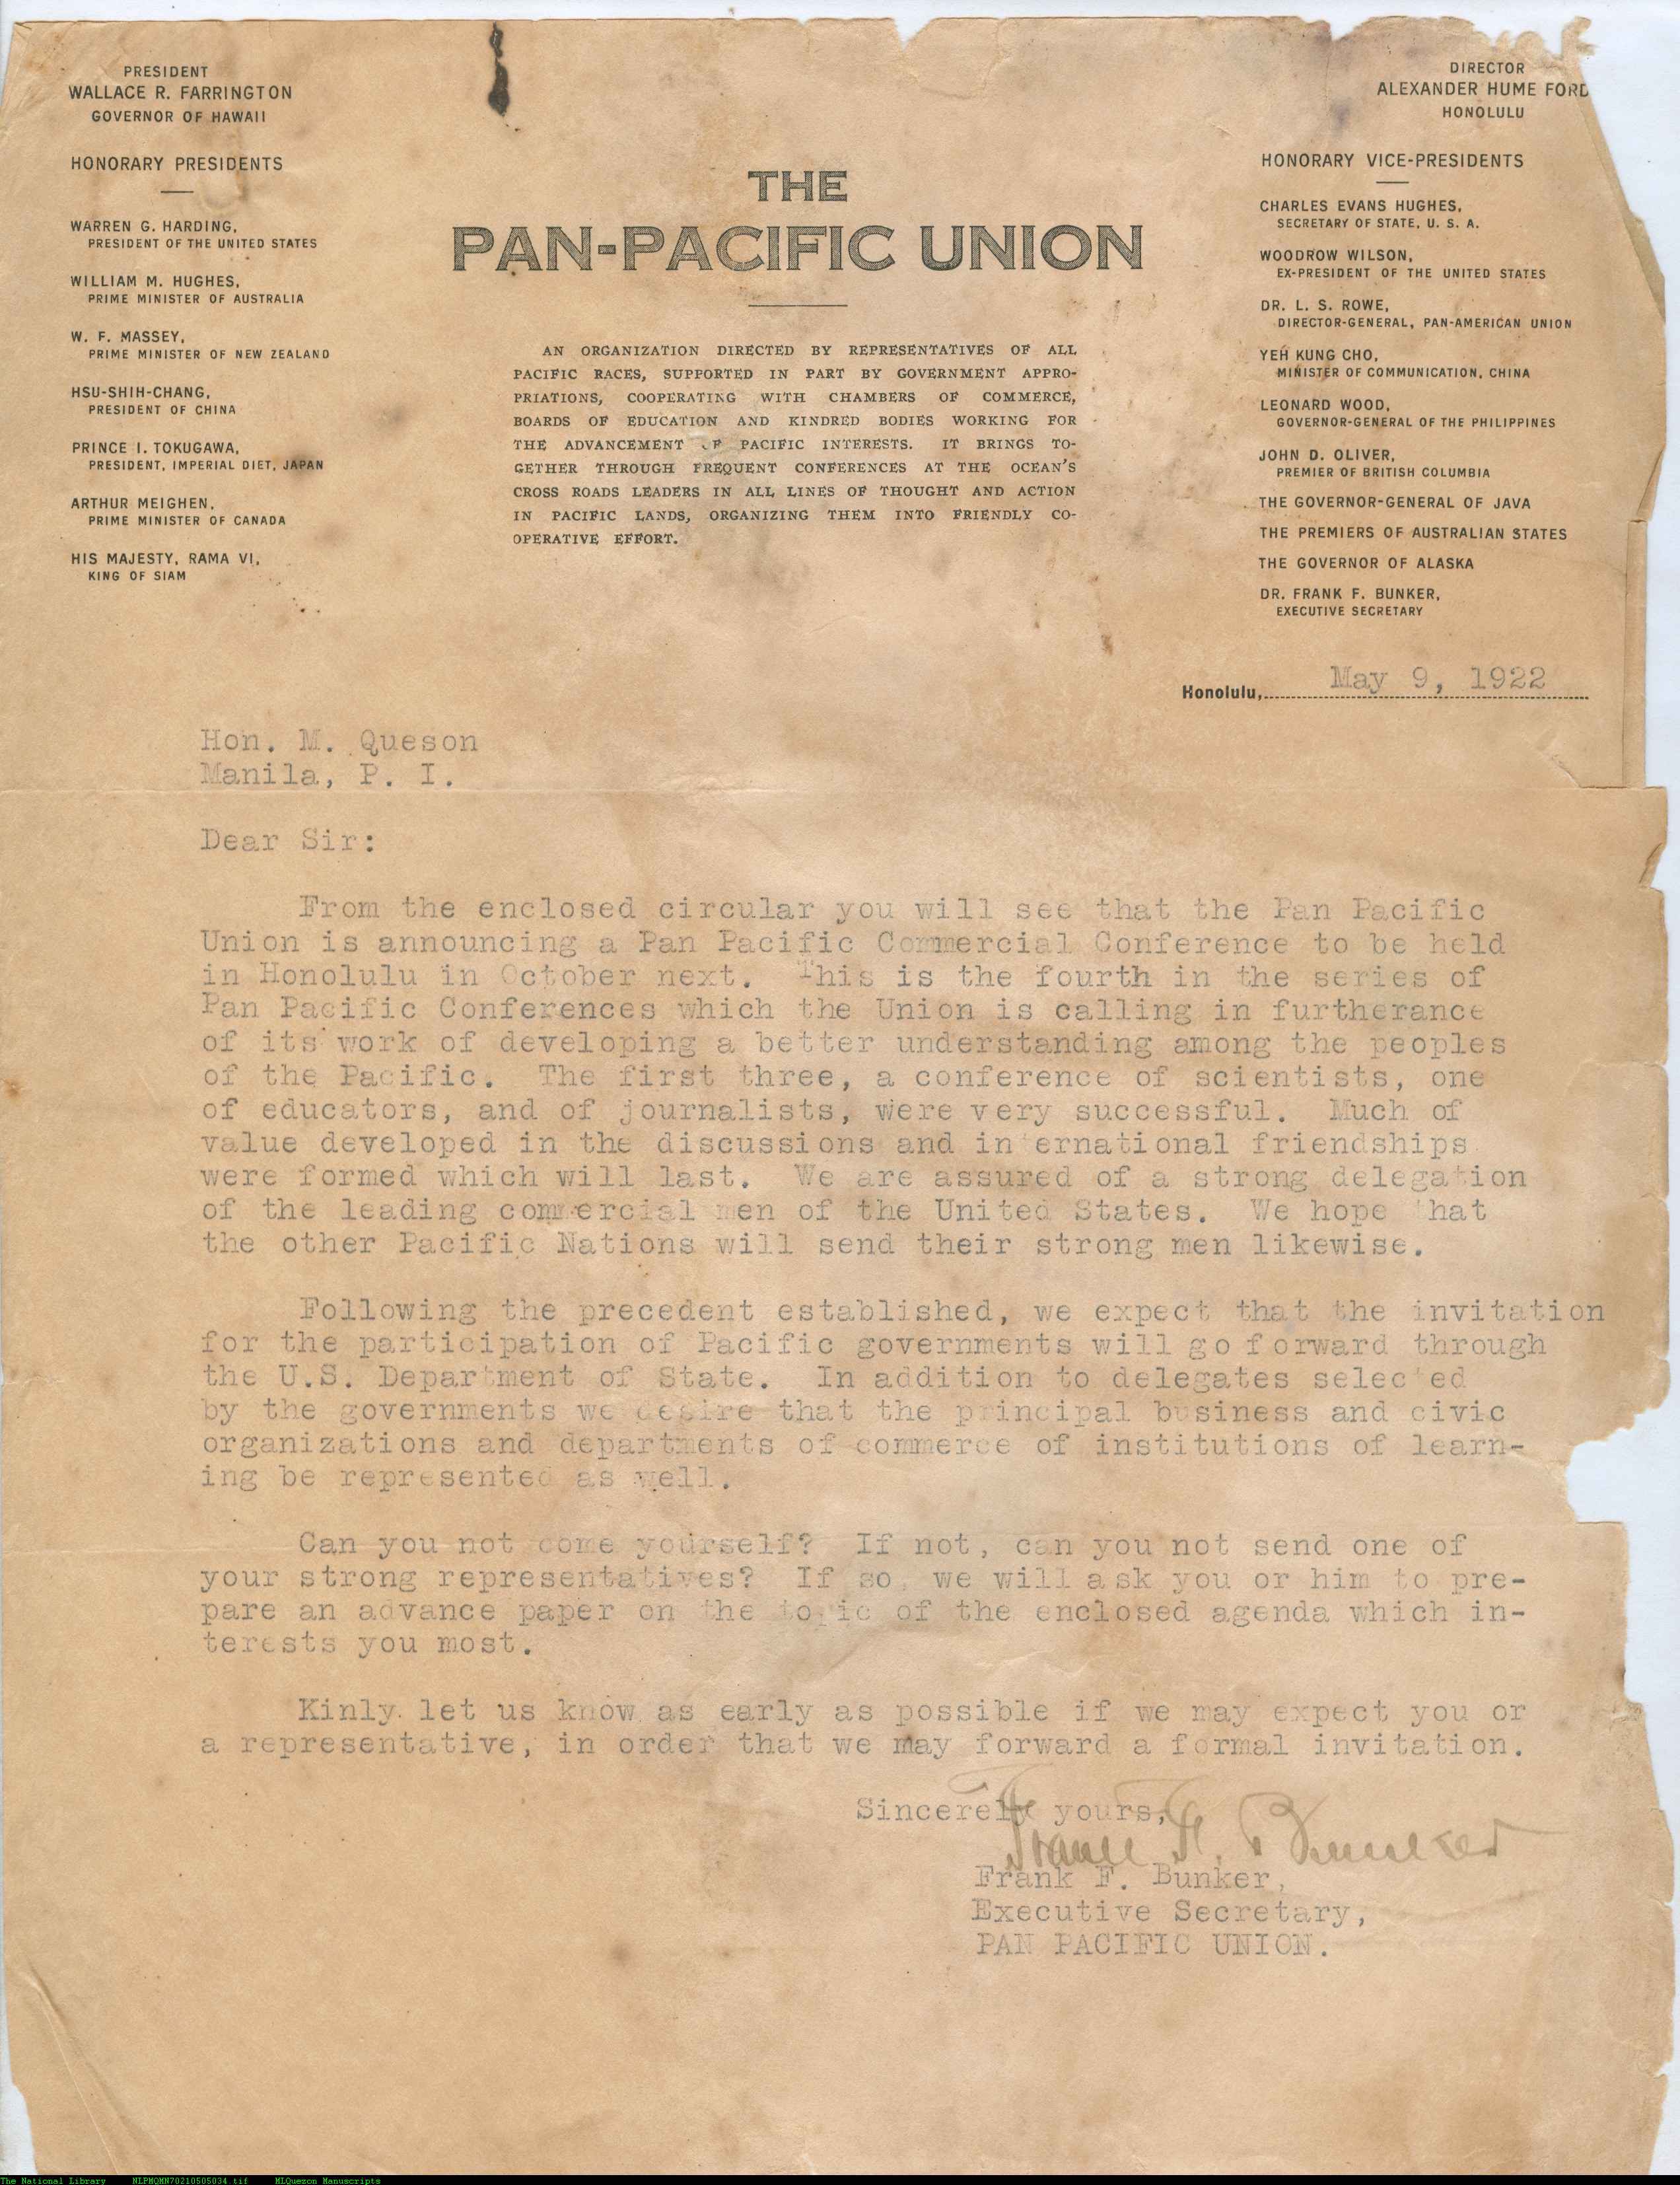 PRESIDENT
WALLACE R. FARRINGTON
GOVERNOR OF HAWAII
HONORARY PRESIDENTS
WARREN G. HARDING,
PRESIDENT OF THE UNITED STATES
WILLIAM M. HUGHES,
PRIME MINISTER OF AUSTRALIA
W. F. MASSEY,
PRIME MINISTER OF NEW ZEALAND
HSU-SHIH-CHANG,
PRESIDENT OF CHINA
PRINCE I. TOKUGAWA,
PRESIDENT, IMPERIAL DIET, JAPAN
ARTHUR MEIGHEN,
PRIME MINISTER OF CANADA
HIS MAJESTY, RAMA VI,
KING OF SIAM
THE
PAN-PACIFIC UNION
AN ORGANIZATION DIRECTED BY REPRESENTATIVES OF ALL
PACIFIC RACES, SUPPORTED IN PART BY GOVERNMENT APPRO-
PRIATIONS, COOPERATING WITH CHAMBERS OF COMMERCE,
BOARDS OF EDUCATION AND KINDRED BODIES WORKING FOR
THE ADVANCEMENT OF PACIFIC INTERESTS. IT BRINGS TO-
GETHER THROUGH FREQUENT CONFERENCES AT THE OCEAN'S
CROSS ROADS LEADERS IN ALL LINES OF THOUGHT AND ACTION
IN PACIFIC LANDS, ORGANIZING THEM INTO FRIENDLY CO-
OPERATIVE EFFORT.
DIRECTOR
ALEXANDER HUME FORD
HONOLULU
HONORARY VICE-PRESIDENTS
CHARLES EVANS HUGHES,
SECRETARY OF STATE, U. S. A.
WOODROW WILSON,
EX-PRESIDENT OF THE UNITED STATES
DR. L. S. ROWE,
DIRECTOR-GENERAL, PAN-AMERICAN UNION
YEH KUNG CHO,
MINISTER OF COMMUNICATION, CHINA
LEONARD WOOD,
GOVERNOR-GENERAL OF THE PHILIPPINES
JOHN D. OLIVER,
PREMIER OF BRITISH COLUMBIA
THE GOVERNOR-GENERAL OF JAVA
THE PREMIERS OF AUSTRALIAN STATES
THE GOVERNOR OF ALASKA
DR. FRANK F. BUNKER,
EXECUTIVE SECRETARY
Honolulu, May 9, 1922
Hon. M. Queson
Manila, P. I.
Dear Sir:
From the enclosed circular you will see that the Pan Pacific
Union is announcing a Pan Pacific Commercial Conference to be held
in Honolulu in October next. This is the fourth in the series of
Pan Pacific Conferences which the Union is calling in furtherance
of its work of developing a better understanding among the peoples
of the Pacific. The first three, a conference of scientists, one
of educators, and of journalists, were very successful. Much of
value developed in the discussions and international friendships
were formed which will last. We are assured of a strong delegation
of the leading commercial men of the United States. We hope that
the other Pacific Nations will send their strong men likewise.
Following the precedent established, we expect that the invitation
for the participation of Pacific governments will go forward through
the U.S. Department of State. In addition to delegates selected
by the governments we desire that the principal business and civic
organizations and departments of commerce of institutions of learn-
ing be represented as well.
Can you not come yourself? If not, can you not send one of
your strong representatives? If so, we will ask you or him to pre-
pare an advance paper on the topic of the enclosed agenda which in-
terests you most.
Kinly let us know as early as possible if we may expect you or
a representative, in order that we may forward a formal invitation.
Sincerely yours,
Frank F. Bunker
Frank F. Bunker,
Executive Secretary,
PAN PACIFIC UNION.
The National Library NLPMQMN70210505034.tif MLQuezon Manuscripts